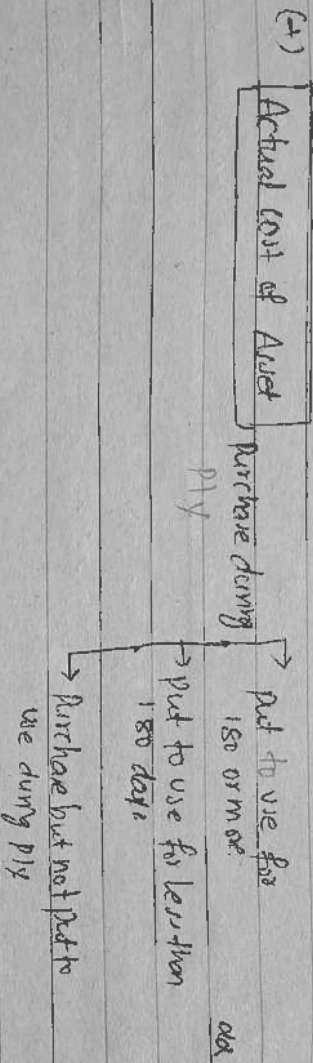 (+) Actual cost of Asset Purchase during
P/y
→ put to use for
180 or more
→ put to use for less than
180 days
→ Purchase but not put to
use during P/y